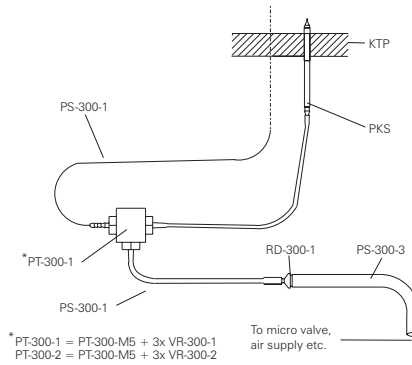 KTP
PS-300-1
PKS
*PT-300-1
RD-300-1
PS-300-3
PS-300-1
To micro valve,
air supply etc.
*PT-300-1 = PT-300-M5 + 3x VR-300-1
PT-300-2 = PT-300-M5 + 3x VR-300-2